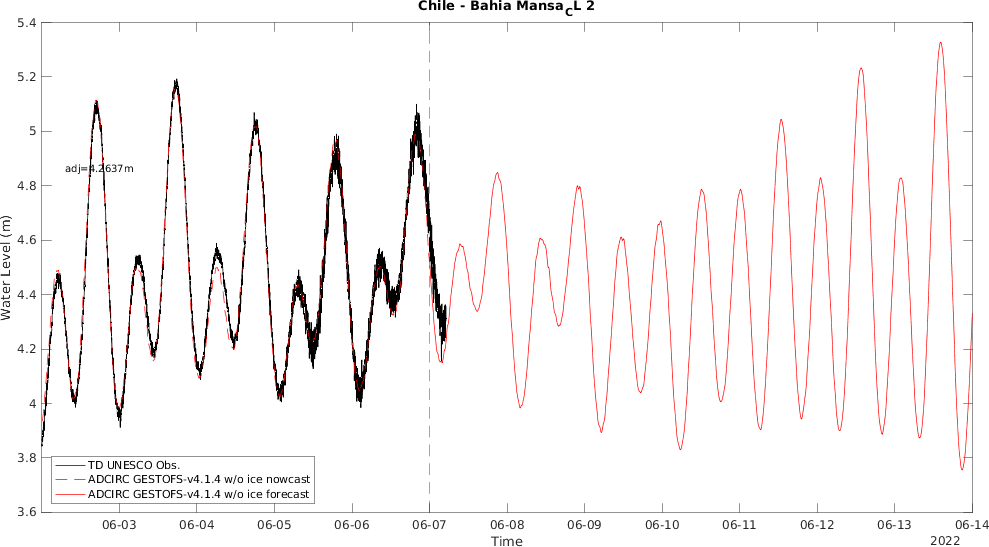 Chile - Bahia Mansa_CL 2
5.4
5.2
5
4.8
4.6
4.4
4.2
4
3.8
3.6
Water Level (m)
adj=4.2637m
TD UNESCO Obs.
ADCIRC GESTOFS-v4.1.4 w/o ice nowcast
ADCIRC GESTOFS-v4.1.4 w/o ice forecast
06-03 06-04 06-05 06-06 06-07 06-08 06-09 06-10 06-11 06-12 06-13 06-14
Time
2022